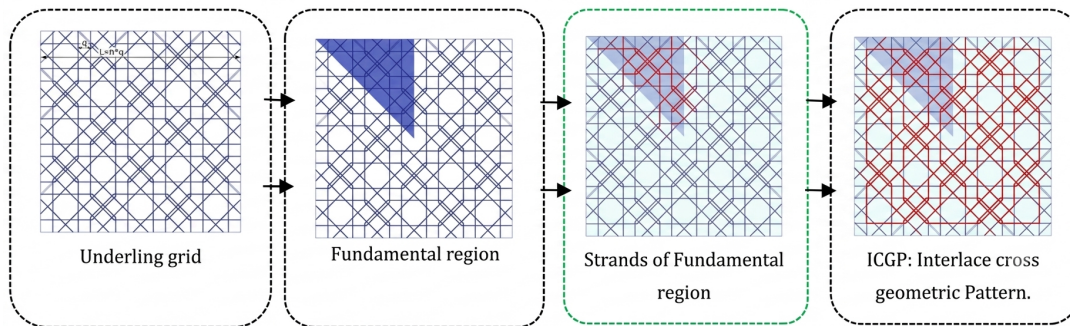 q
L=n*q
Underling grid
Fundamental region
Strands of Fundamental
region
ICGP: Interlace cross
geometric Pattern.